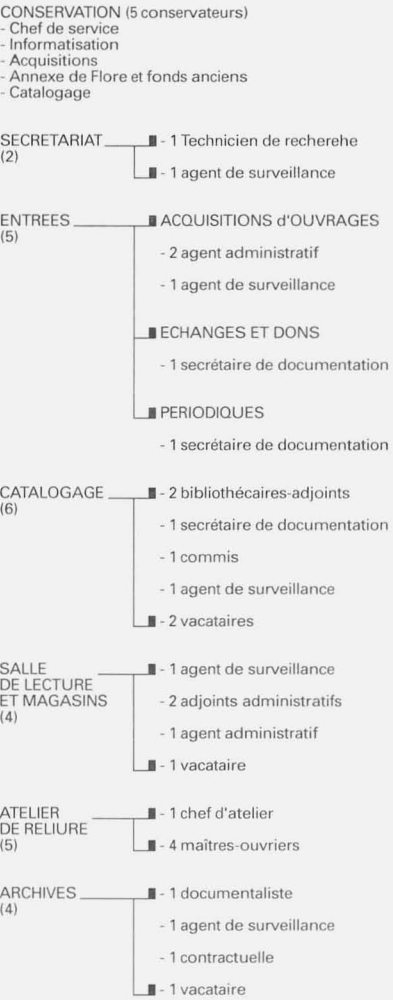 CONSERVATION (5 conservateurs)
- Chef de service
- Informatisation
- Acquisitions
- Annexe de Flore et fonds anciens
- Catalogage
SECRETARIAT - 1 Technicien de recherehe
(2)
- 1 agent de surveillance
ENTREES ACQUISITIONS d'OUVRAGES
(5)
- 2 agent administratif
- 1 agent de surveillance
ECHANGES ET DONS
- 1 secrétaire de documentation
PERIODIQUES
- 1 secrétaire de documentation
CATALOGAGE - 2 bibliothécaires-adjoints
(6)
- 1 secrétaire de documentation
- 1 commis
- 1 agent de surveillance
- 2 vacataires
SALLE - 1 agent de surveillance
DE LECTURE
ET MAGASINS - 2 adjoints administratifs
(4)
- 1 agent administratif
- 1 vacataire
ATELIER - 1 chef d'atelier
DE RELIURE
(5) - 4 maîtres-ouvriers
ARCHIVES - 1 documentaliste
(4)
- 1 agent de surveillance
- 1 contractuelle
- 1 vacataire